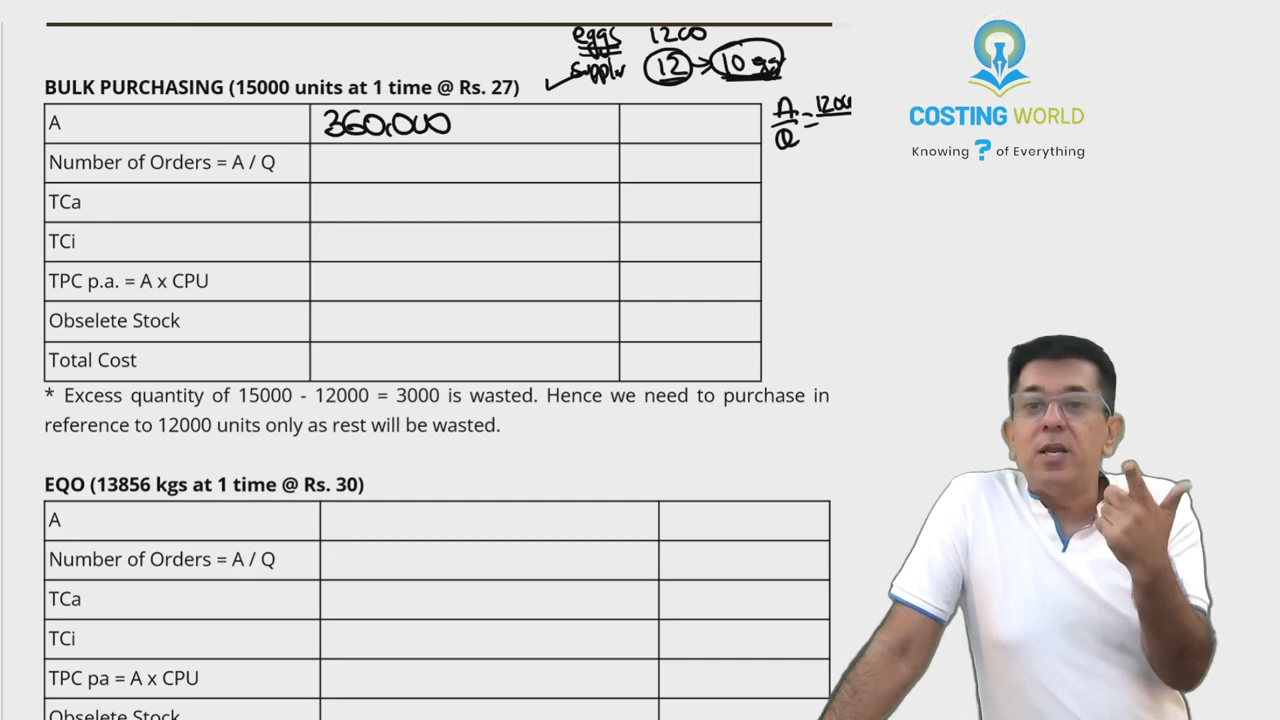 eggs 1200
supplr 12 → 10
BULK PURCHASING (15000 units at 1 time @ Rs. 27)
A 360,000
A/Q = 1200
Number of Orders = A / Q
TCa
TCi
TPC p.a. = A x CPU
Obselete Stock
Total Cost
* Excess quantity of 15000 - 12000 = 3000 is wasted. Hence we need to purchase in
reference to 12000 units only as rest will be wasted.
EQO (13856 kgs at 1 time @ Rs. 30)
A
Number of Orders = A / Q
TCa
TCi
TPC pa = A x CPU
Obselete Stock
COSTING WORLD
Knowing ? of Everything